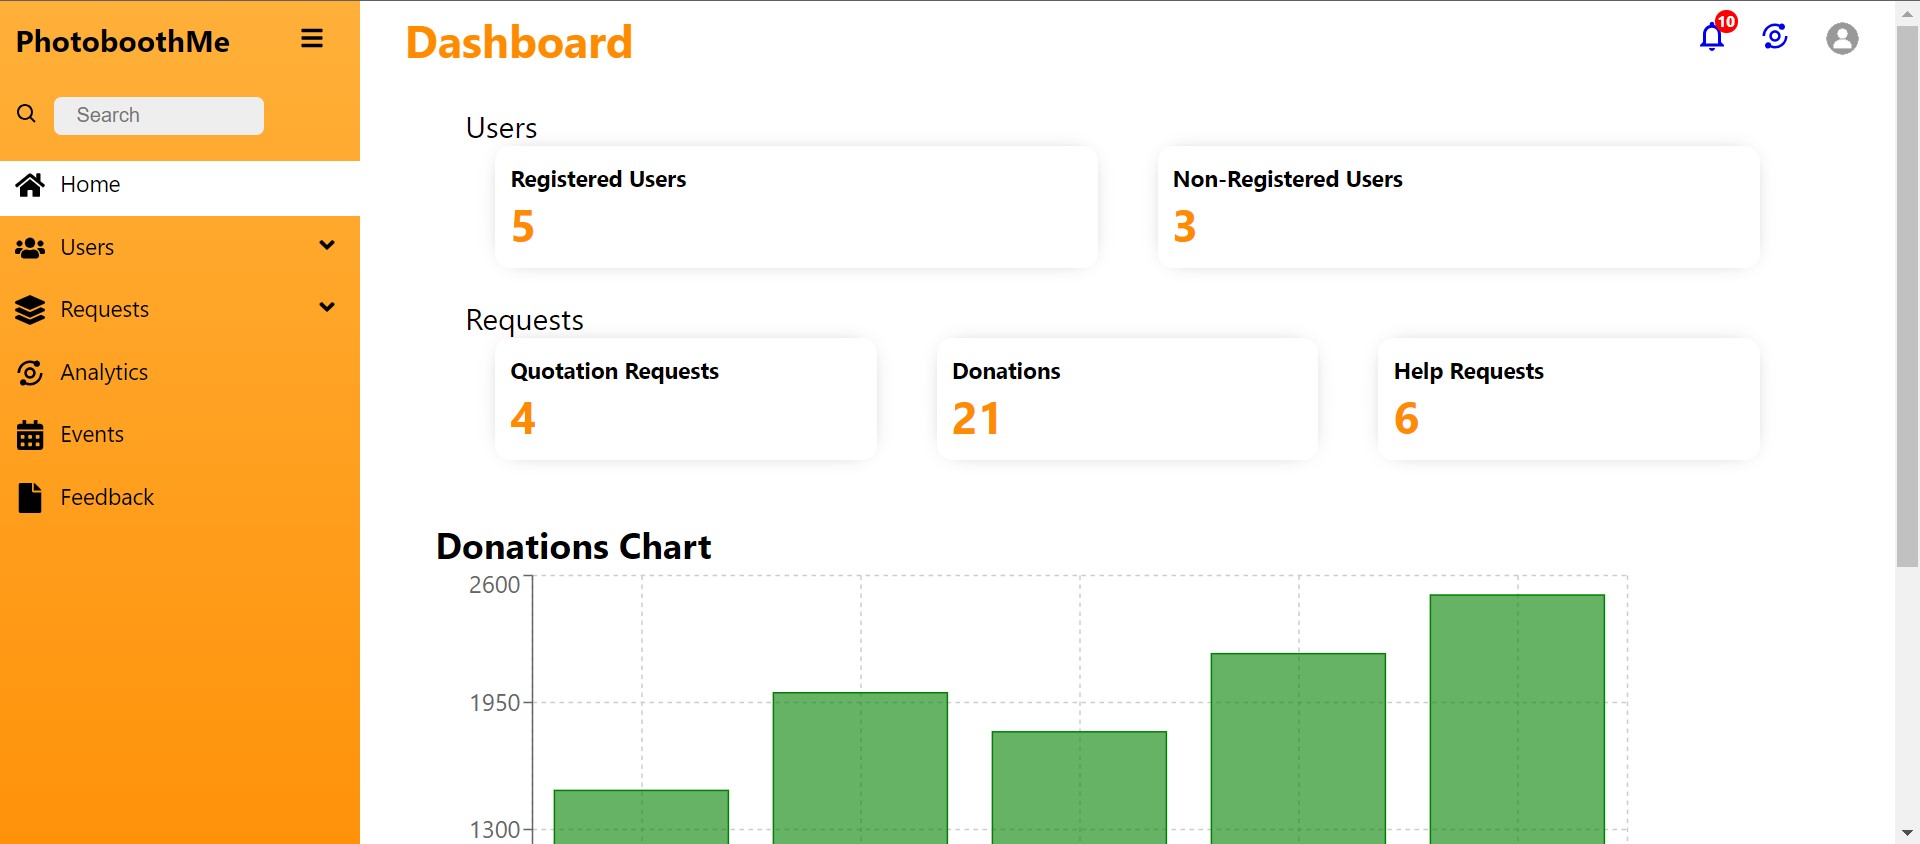 PhotoboothMe
Search
Home
Users
Requests
Analytics
Events
Feedback
Dashboard
10
Users
Registered Users
5
Non-Registered Users
3
Requests
Quotation Requests
4
Donations
21
Help Requests
6
Donations Chart
2600
1950
1300